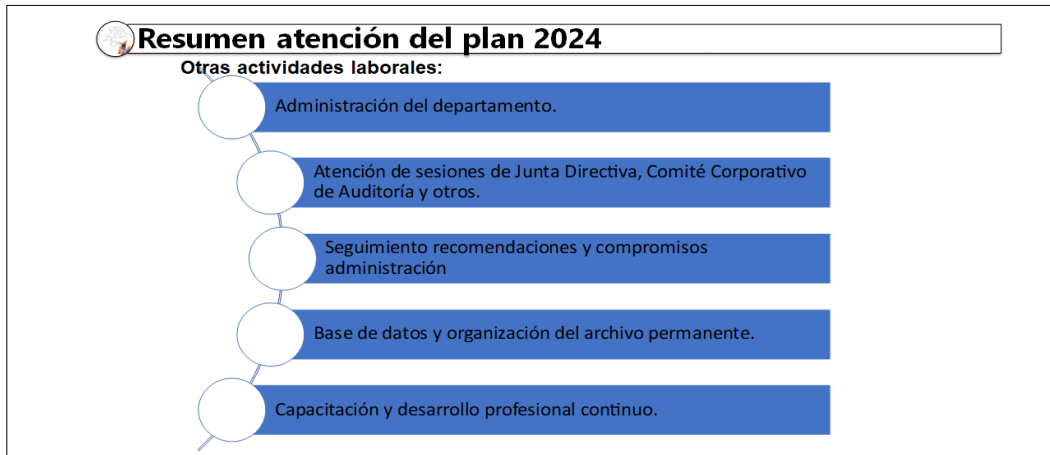 Resumen atención del plan 2024
Otras actividades laborales:
Administración del departamento.
Atención de sesiones de Junta Directiva, Comité Corporativo
de Auditoría y otros.
Seguimiento recomendaciones y compromisos
administración
Base de datos y organización del archivo permanente.
Capacitación y desarrollo profesional continuo.